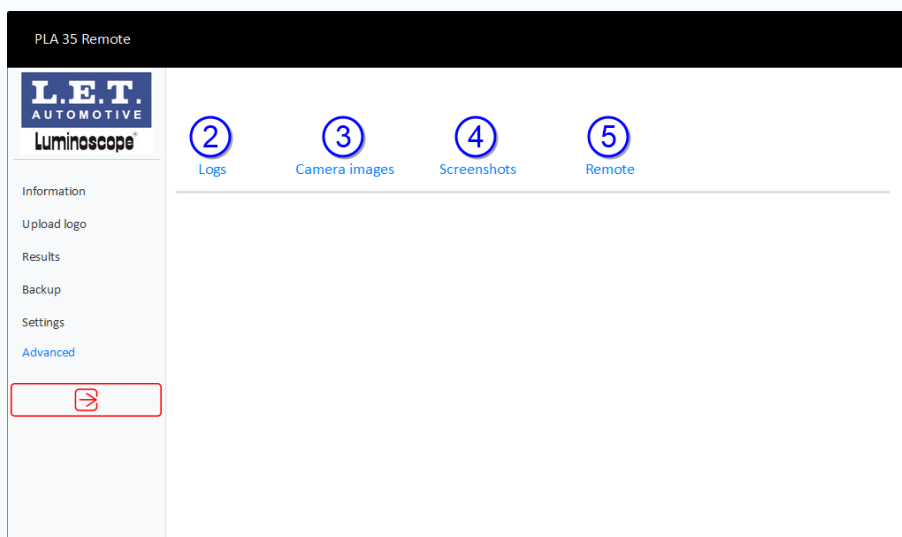 PLA 35 Remote
L.E.T.
AUTOMOTIVE
Luminoscope®
Information
Upload logo
Results
Backup
Settings
Advanced
2 3 4 5
Logs Camera images Screenshots Remote